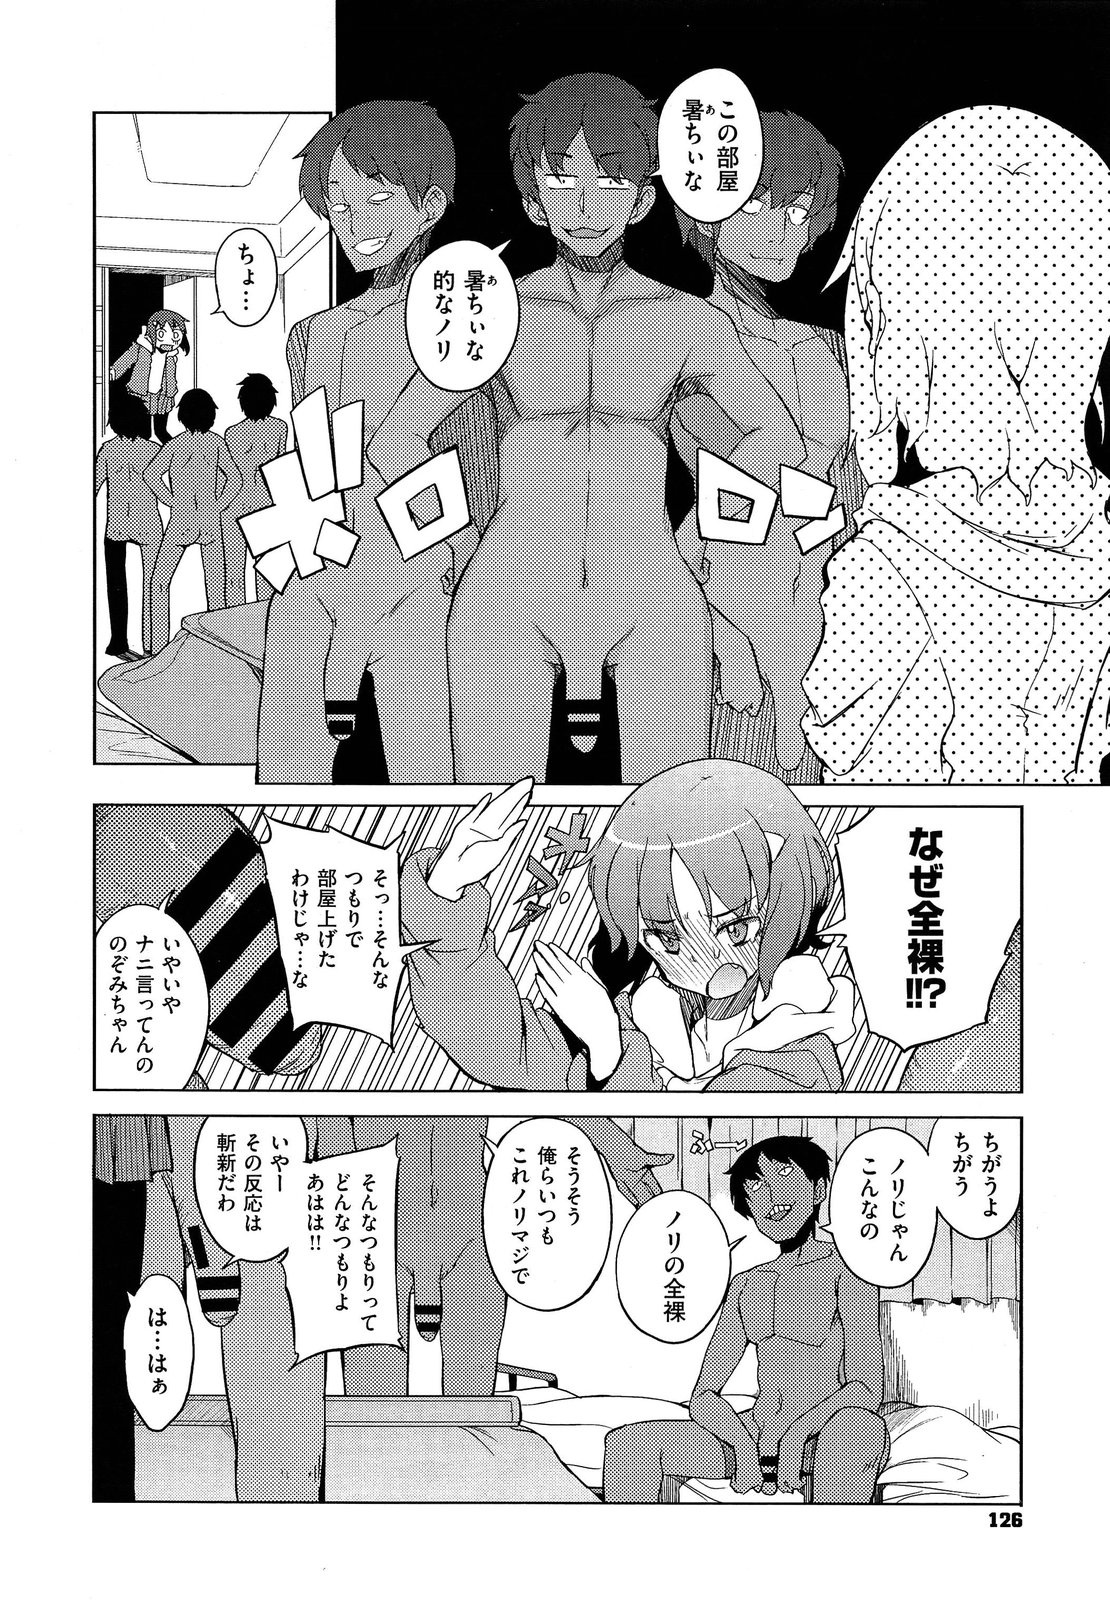 この部屋
暑ちぃな
暑ちぃな
的なノリ
ボロロン
ちょ…
なぜ全裸!!?
そっ…そんな
つもりで
部屋上げた
わけじゃ…な
いやいや
ナニ言ってんの
のぞみちゃん
ちがうよ
ちがう
ノリじゃん
こんなの
ふー
ノリの全裸
そうそう
俺らいつも
これノリマジで
そんなつもりって
どんなつもりよ
あはは!!
いやー
その反応は
斬新だわ
は…はぁ
126